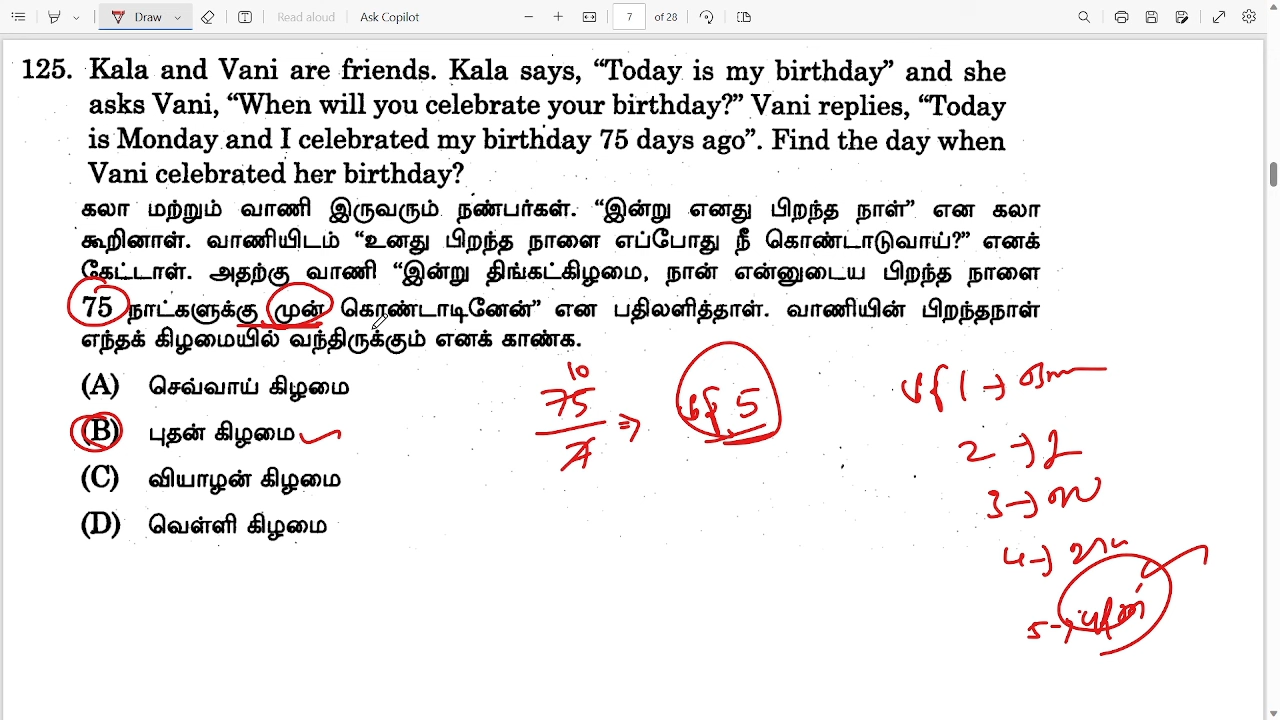 Draw
Read aloud
Ask Copilot
7
of 28
125. Kala and Vani are friends. Kala says, “Today is my birthday” and she
asks Vani, “When will you celebrate your birthday?” Vani replies, “Today
is Monday and I celebrated my birthday 75 days ago”. Find the day when
Vani celebrated her birthday?
கலா மற்றும் வாணி இருவரும் நண்பர்கள். “இன்று எனது பிறந்த நாள்” என கலா
கூறினாள். வாணியிடம் “உனது பிறந்த நாளை எப்போது நீ கொண்டாடுவாய்?” எனக்
கேட்டாள். அதற்கு வாணி “இன்று திங்கட்கிழமை, நான் என்னுடைய பிறந்த நாளை
75 நாட்களுக்கு முன் கொண்டாடினேன்” என பதிலளித்தாள். வாணியின் பிறந்தநாள்
எந்தக் கிழமையில் வந்திருக்கும் எனக் காண்க.
(A) செவ்வாய் கிழமை
(B) புதன் கிழமை
(C) வியாழன் கிழமை
(D) வெள்ளி கிழமை
10
75
7
5
1 →
2 →
3 →
4 →
5 → புதன்